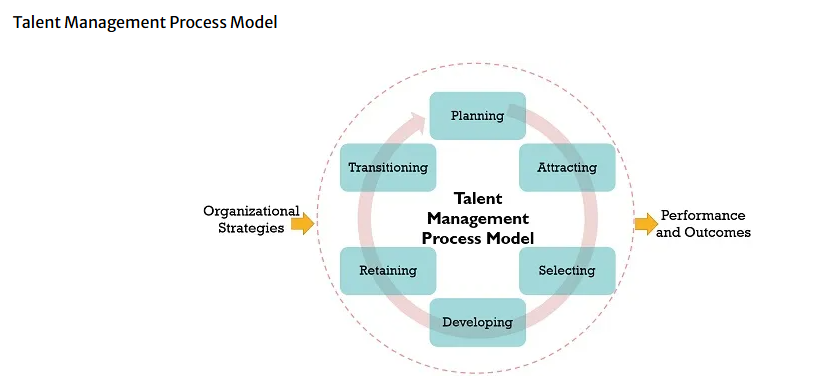 Talent Management Process Model
Planning
Transitioning
Attracting
Talent
Management
Process Model
Organizational
Strategies
Performance
and Outcomes
Retaining
Selecting
Developing